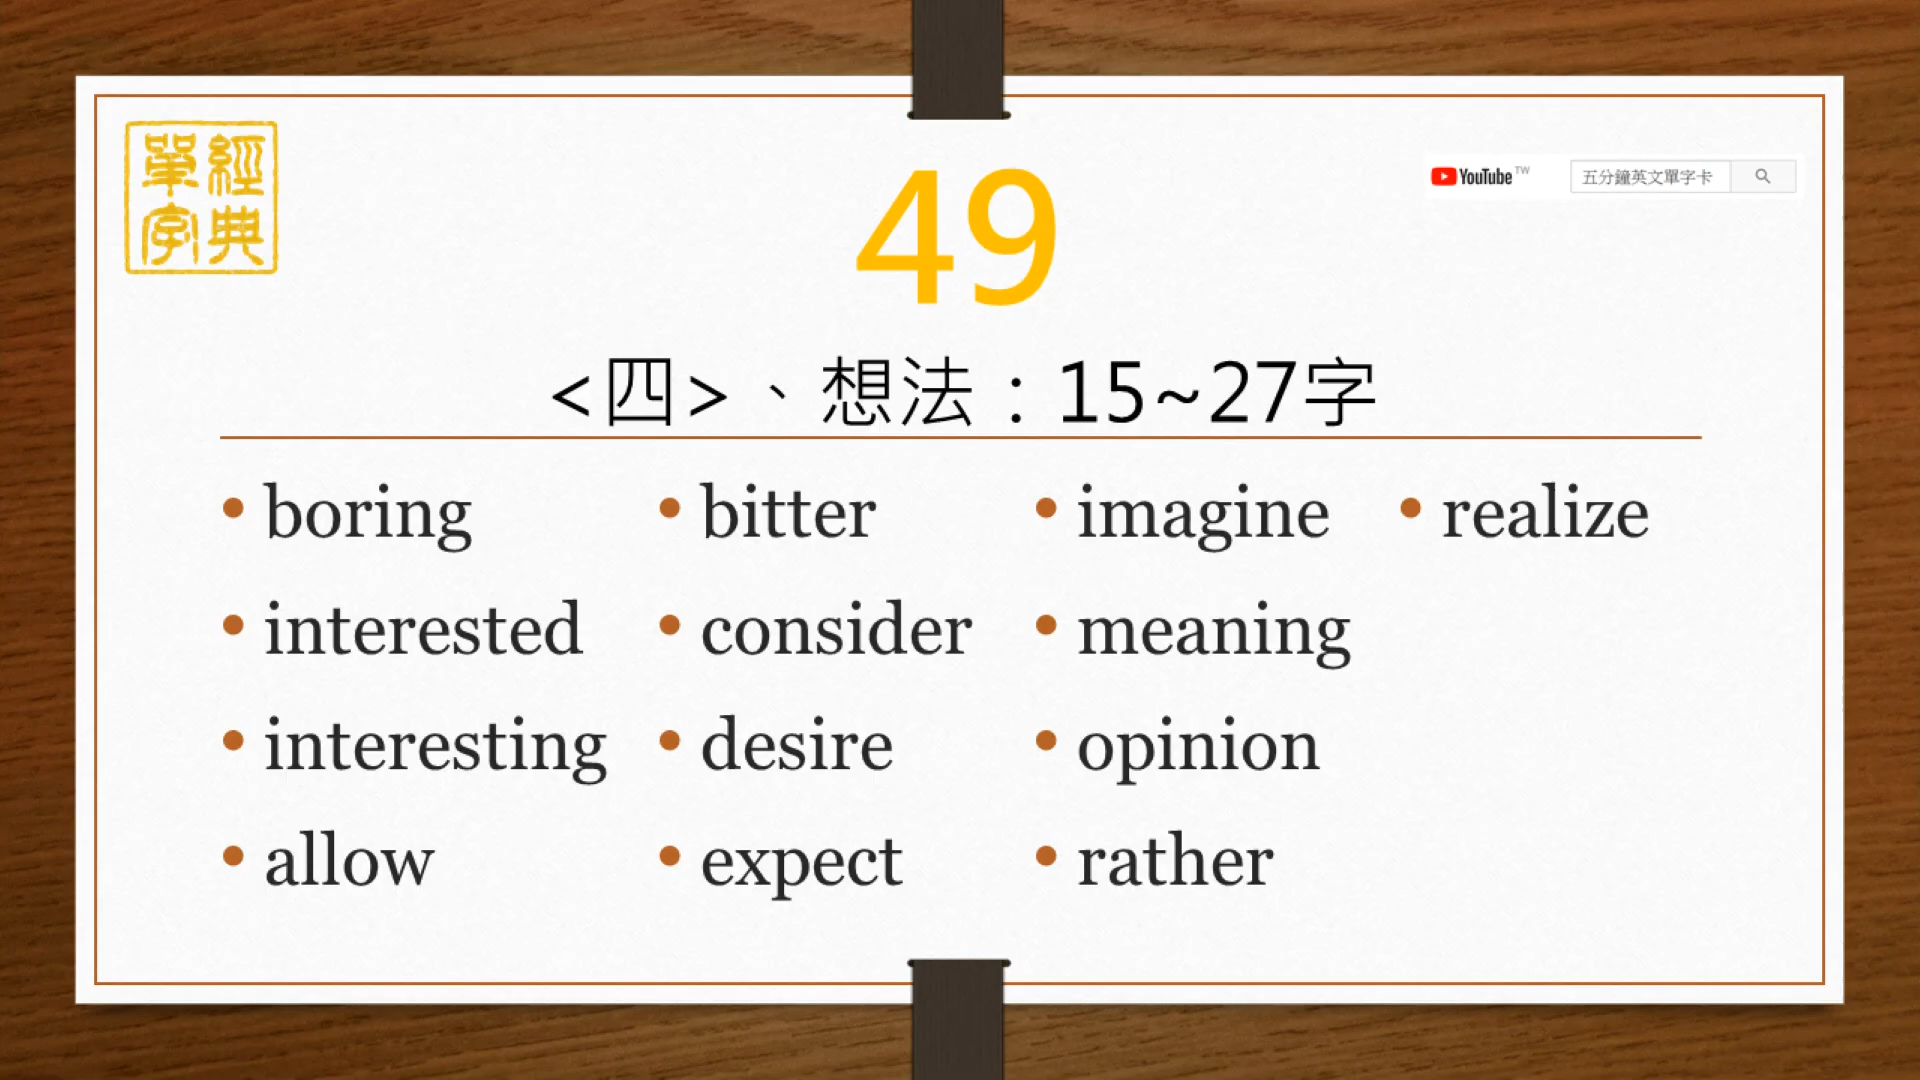 經典
單字
YouTube TW
五分鐘英文單字卡
49
<四>、想法：15~27字
• boring
• interested
• interesting
• allow
• bitter
• consider
• desire
• expect
• imagine
• meaning
• opinion
• rather
• realize